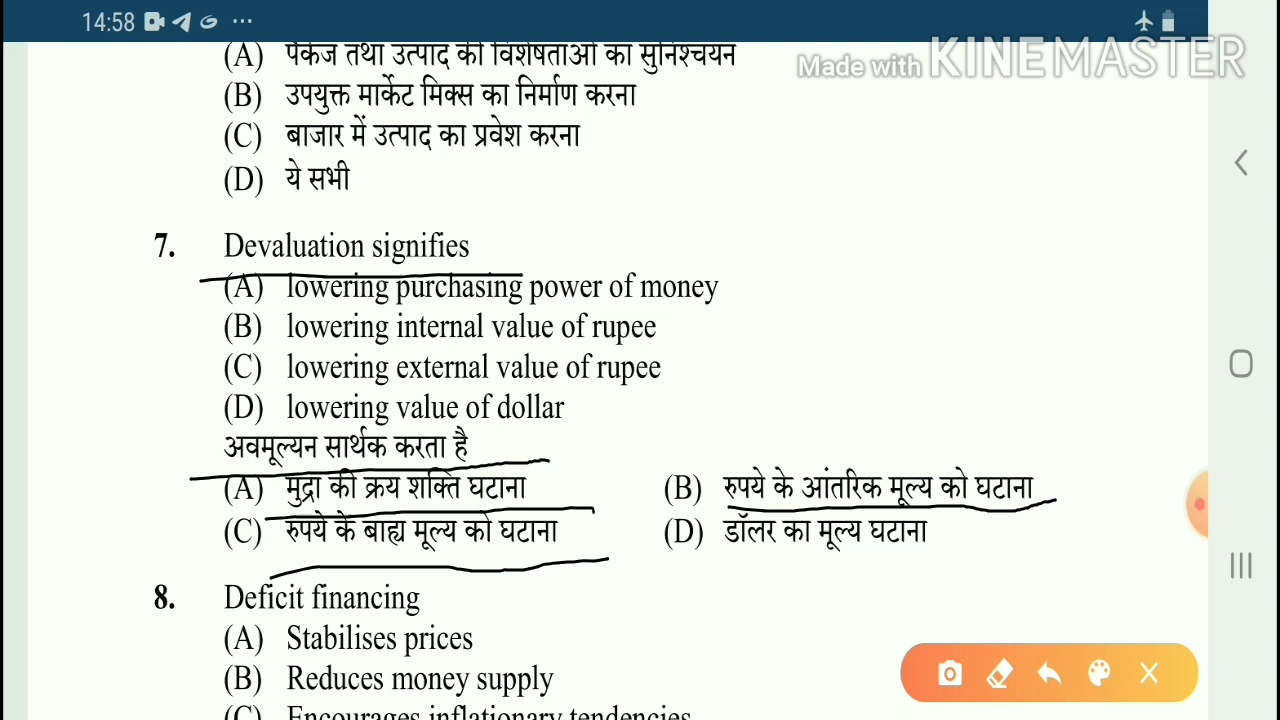 14:58
Made with KINEMASTER
(A) पैकेज तथा उत्पाद की विशेषताओं का सुनिश्चयन
(B) उपयुक्त मार्केट मिक्स का निर्माण करना
(C) बाजार में उत्पाद का प्रवेश करना
(D) ये सभी
7. Devaluation signifies
(A) lowering purchasing power of money
(B) lowering internal value of rupee
(C) lowering external value of rupee
(D) lowering value of dollar
अवमूल्यन सार्थक करता है
(A) मुद्रा की क्रय शक्ति घटाना (B) रुपये के आंतरिक मूल्य को घटाना
(C) रुपये के बाह्य मूल्य को घटाना (D) डॉलर का मूल्य घटाना
8. Deficit financing
(A) Stabilises prices
(B) Reduces money supply
(C) Encourages inflationary tendencies